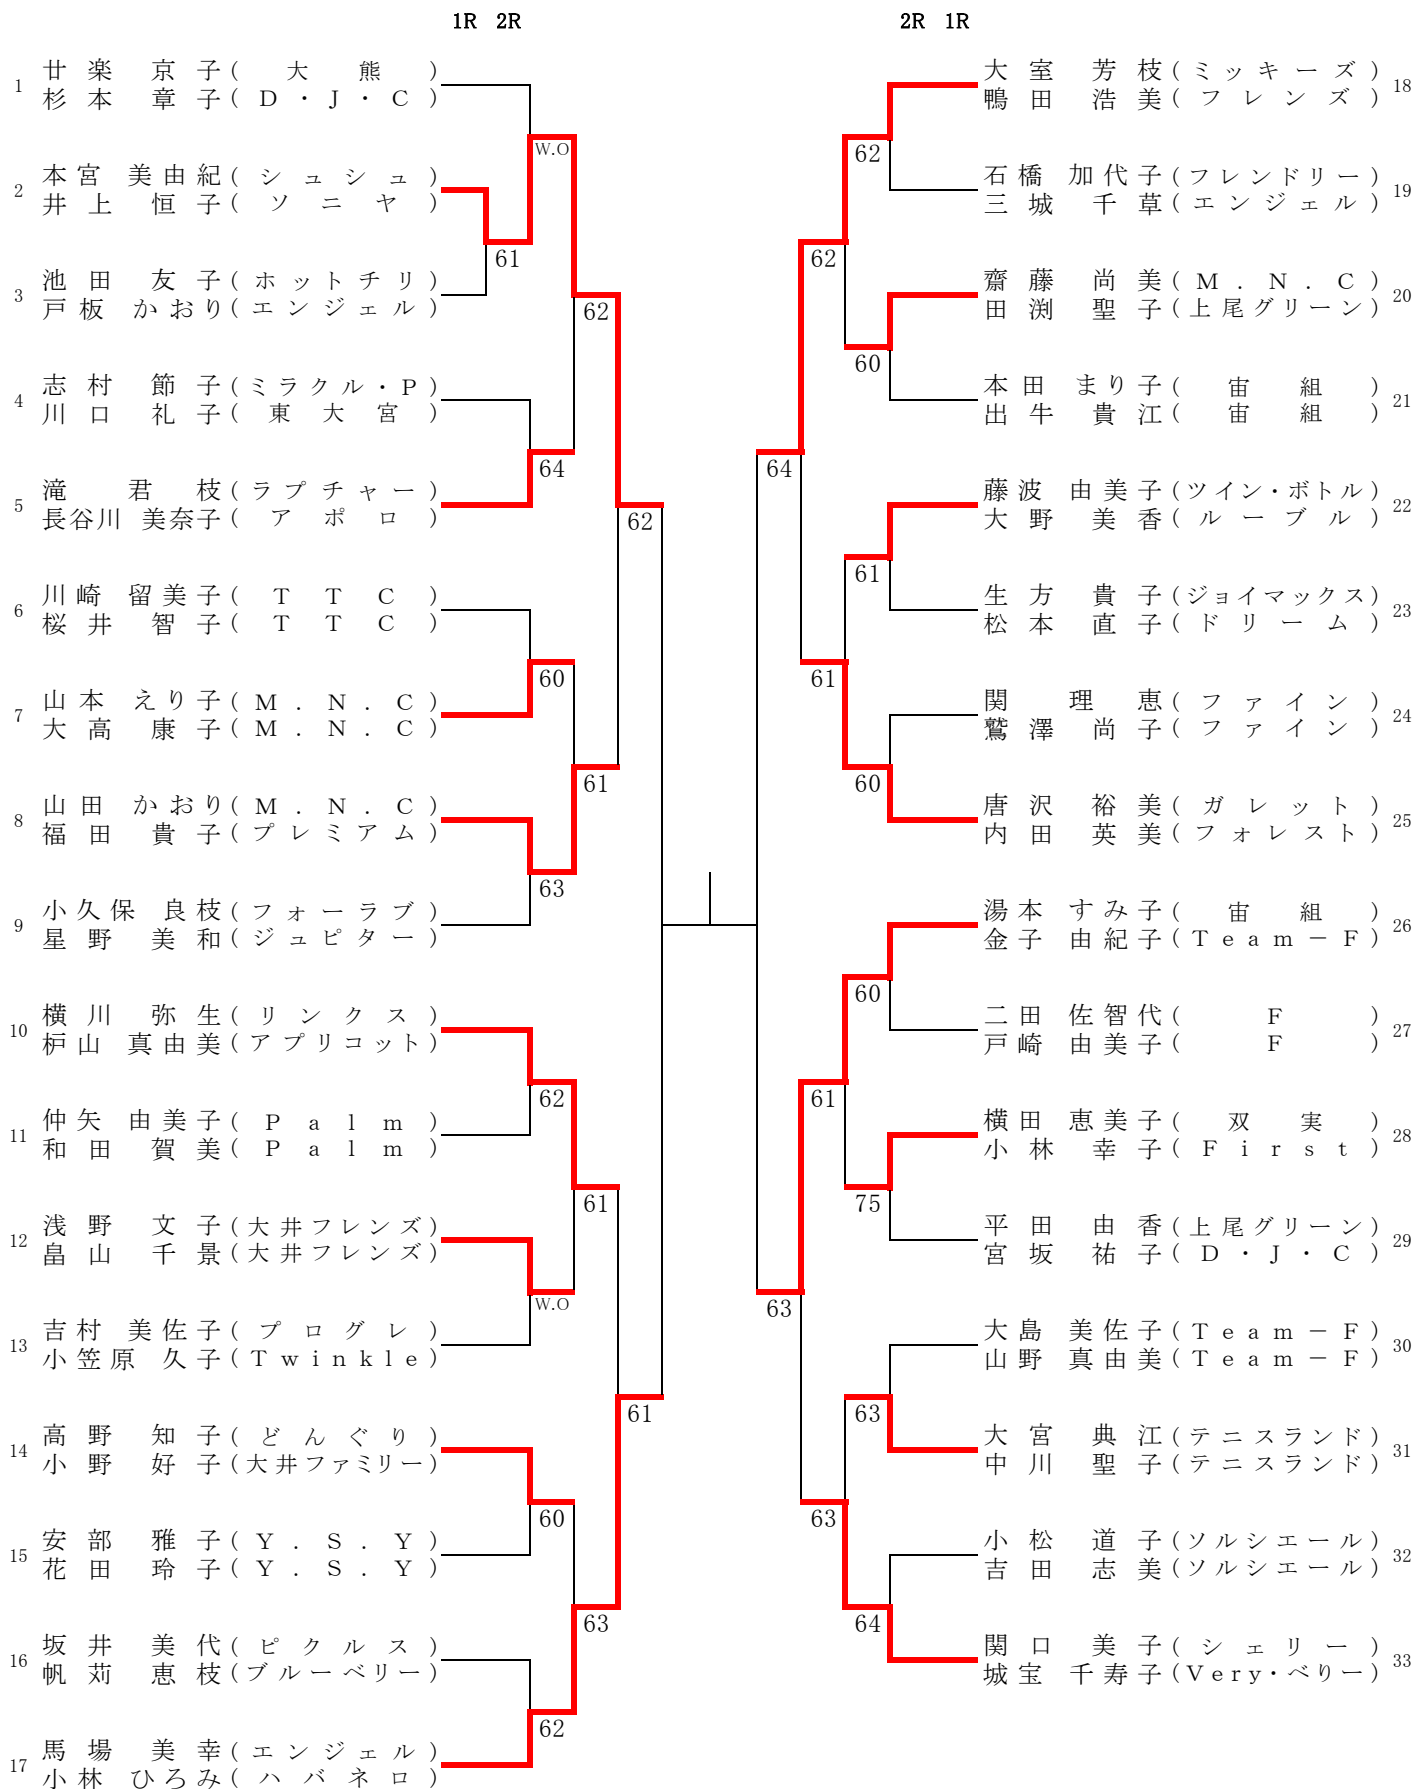 1R 2R
1 廿楽 京子(大熊)
杉本 章子(D・J・C)
W.O
2 本宮 美由紀(シュシュ)
井上 恒子(ソニヤ)
61
3 池田 友子(ホットチリ)
戸板 かおり(エンジェル)
62
4 志村 節子(ミラクル・P)
川口 礼子(東大宮)
64
5 滝 君枝(ラプチャー)
長谷川 美奈子(アポロ)
62
6 川崎 留美子(TTC)
桜井 智子(TTC)
60
7 山本 えり子(M.N.C)
大高 康子(M.N.C)
61
8 山田 かおり(M.N.C)
福田 貴子(プレミアム)
63
9 小久保 良枝(フォーラブ)
星野 美和(ジュピター)
10 横川 弥生(リンクス)
枦山 真由美(アプリコット)
62
11 仲矢 由美子(Palm)
和田 賀美(Palm)
61
12 浅野 文子(大井フレンズ)
畠山 千景(大井フレンズ)
W.O
13 吉村 美佐子(プログレ)
小笠原 久子(Twinkle)
61
14 高野 知子(どんぐり)
小野 好子(大井ファミリー)
60
15 安部 雅子(Y.S.Y)
花田 玲子(Y.S.Y)
63
16 坂井 美代(ピクルス)
帆苅 恵枝(ブルーベリー)
62
17 馬場 美幸(エンジェル)
小林 ひろみ(ハバネロ)
2R 1R
大室 芳枝(ミッキーズ) 18
鴨田 浩美(フレンズ)
62
石橋 加代子(フレンドリー) 19
三城 千草(エンジェル)
62
齋藤 尚美(M.N.C) 20
田渕 聖子(上尾グリーン)
60
本田 まり子(宙組) 21
出牛 貴江(宙組)
64
藤波 由美子(ツイン・ボトル) 22
大野 美香(ルーブル)
61
生方 貴子(ジョイマックス) 23
松本 直子(ドリーム)
61
関 理恵(ファイン) 24
鷲澤 尚子(ファイン)
60
唐沢 裕美(ガレット) 25
内田 英美(フォレスト)
湯本 すみ子(宙組) 26
金子 由紀子(Team-F)
60
二田 佐智代(F) 27
戸崎 由美子(F)
61
横田 恵美子(双実) 28
小林 幸子(First)
75
平田 由香(上尾グリーン) 29
宮坂 祐子(D・J・C)
63
大島 美佐子(Team-F) 30
山野 真由美(Team-F)
63
大宮 典江(テニスランド) 31
中川 聖子(テニスランド)
63
小松 道子(ソルシエール) 32
吉田 志美(ソルシエール)
64
関口 美子(シェリー) 33
城宝 千寿子(Very・べりー)